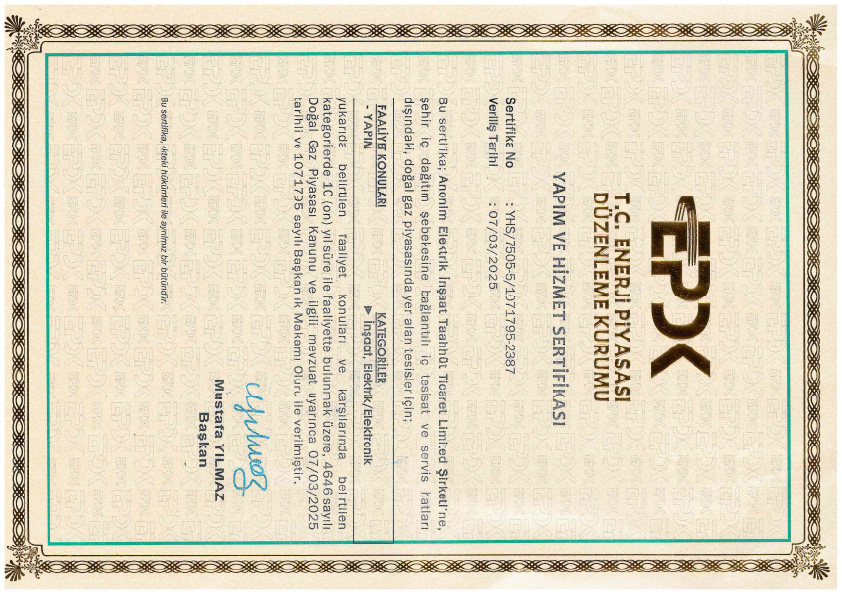 EPDK
T.C. ENERJİ PİYASASI
DÜZENLEME KURUMU
YAPIM VE HİZMET SERTİFİKASI
Sertifika No : YHS/7505-5/1071795-2387
Veriliş Tarihi : 07/03/2025
Bu sertifika; Anonim Elektrik İnşaat Taahhüt Ticaret Limited Şirketi'ne,
şehir iç dağıtım şebekesine bağlantılı iç tesisat ve servis hatları
dışındaki, doğal gaz piyasasında yer alan tesisler için;
FAALİYET KONULARI KATEGORİLER
- YAPIM ➤ İnşaat, Elektrik/Elektronik
yukarıda belirtilen faaliyet konuları ve karşılarında belirtilen
kategorilerde 10 (on) yıl süre ile faaliyette bulunmak üzere, 4646 sayılı
Doğal Gaz Piyasası Kanunu ve ilgili mevzuat uyarınca 07/03/2025
tarihli ve 1071795 sayılı Başkanlık Makamı Oluru ile verilmiştir.
Mustafa YILMAZ
Başkan
Bu sertifika, ekteki hükümleri ile ayrılmaz bir bütündür.